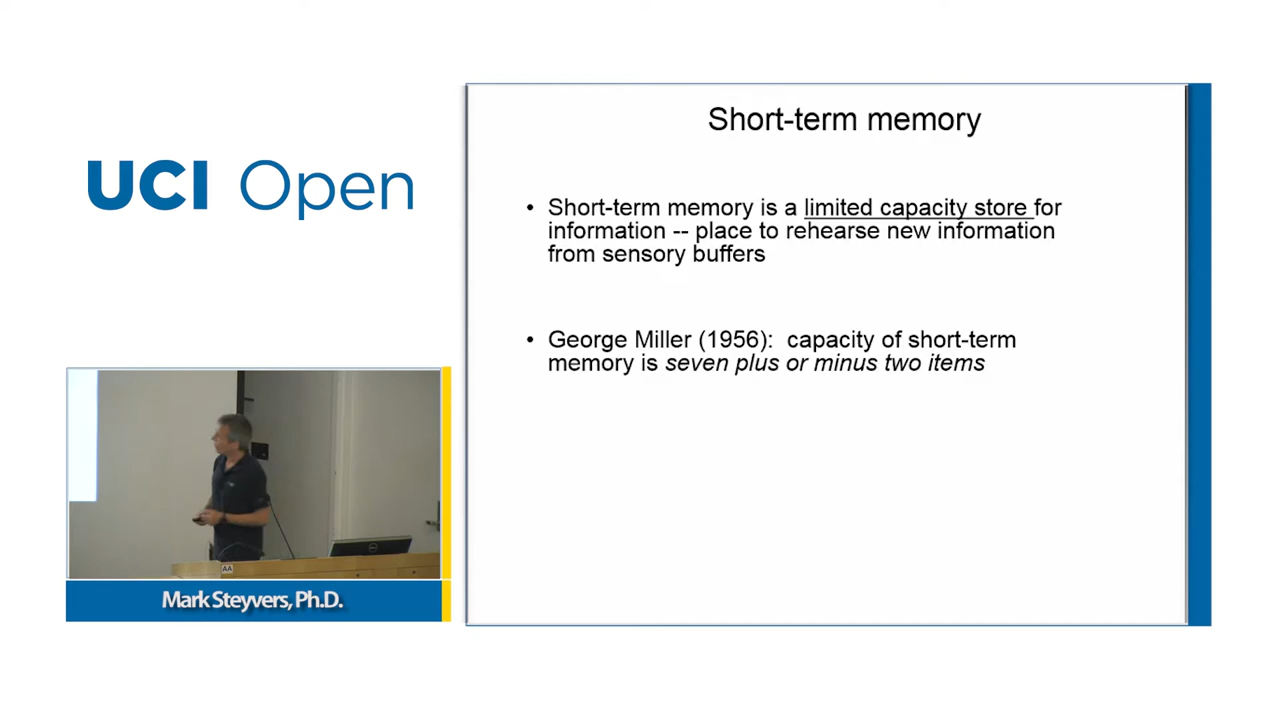 UCI Open
Short-term memory
• Short-term memory is a limited capacity store for
information -- place to rehearse new information
from sensory buffers
• George Miller (1956):  capacity of short-term
memory is seven plus or minus two items
AA
Mark Steyvers, Ph.D.